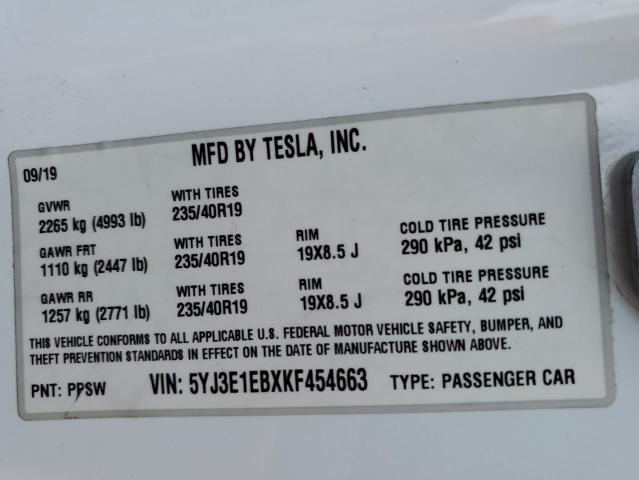 MFD BY TESLA, INC.
09/19
GVWR WITH TIRES
2265 kg (4993 lb) 235/40R19
GAWR FRT WITH TIRES RIM COLD TIRE PRESSURE
1110 kg (2447 lb) 235/40R19 19X8.5 J 290 kPa, 42 psi
GAWR RR WITH TIRES RIM COLD TIRE PRESSURE
1257 kg (2771 lb) 235/40R19 19X8.5 J 290 kPa, 42 psi
THIS VEHICLE CONFORMS TO ALL APPLICABLE U.S. FEDERAL MOTOR VEHICLE SAFETY, BUMPER, AND
THEFT PREVENTION STANDARDS IN EFFECT ON THE DATE OF MANUFACTURE SHOWN ABOVE.
PNT: PPSW VIN: 5YJ3E1EBXKF454663 TYPE: PASSENGER CAR